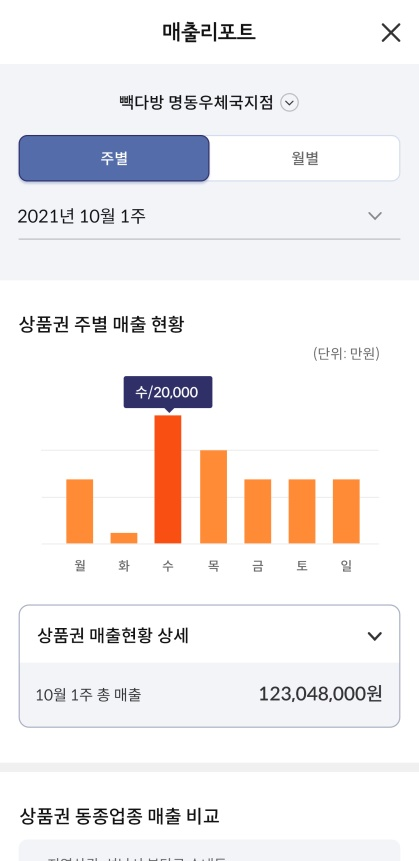 매출리포트
빽다방 명동우체국지점
주별 월별
2021년 10월 1주
상품권 주별 매출 현황
(단위: 만원)
수/20,000
월 화 수 목 금 토 일
상품권 매출현황 상세
10월 1주 총 매출 123,048,000원
상품권 동종업종 매출 비교